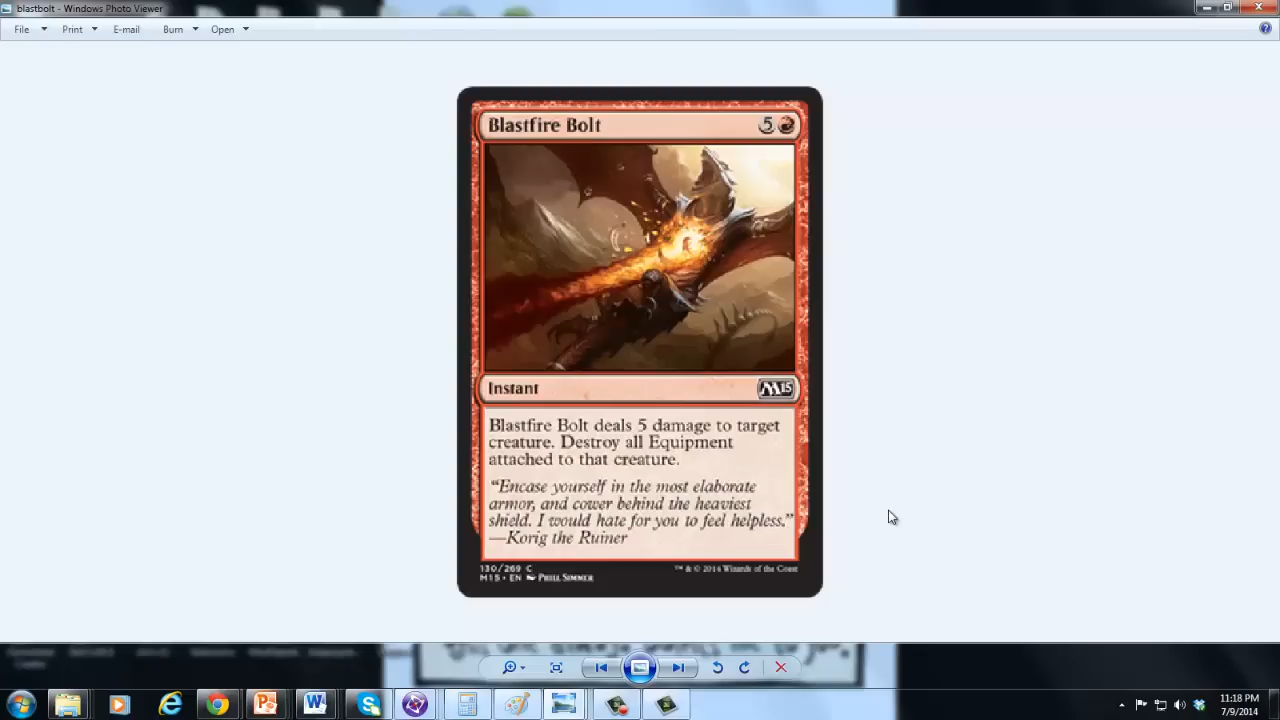 blastbolt - Windows Photo Viewer
File Print E-mail Burn Open
Blastfire Bolt 5
Instant M15
Blastfire Bolt deals 5 damage to target
creature. Destroy all Equipment
attached to that creature.
“Encase yourself in the most elaborate
armor, and cower behind the heaviest
shield. I would hate for you to feel helpless.”
—Korig the Ruiner
130/269 C ™ & © 2014 Wizards of the Coast
M15 • EN Phill Simmer
11:18 PM
7/9/2014